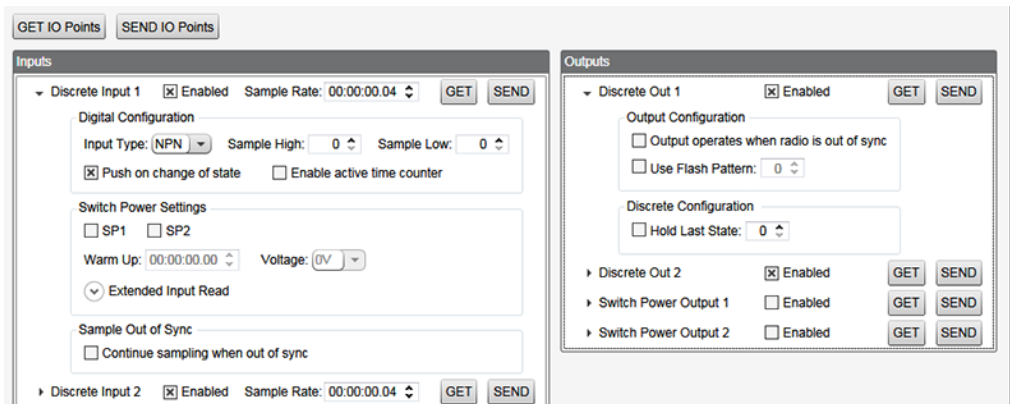 GET IO Points SEND IO Points
Inputs
Discrete Input 1 Enabled Sample Rate: 00:00:00.04 GET SEND
Digital Configuration
Input Type: NPN Sample High: 0 Sample Low: 0
Push on change of state Enable active time counter
Switch Power Settings
SP1 SP2
Warm Up: 00:00:00.00 Voltage: 0V
Extended Input Read
Sample Out of Sync
Continue sampling when out of sync
Discrete Input 2 Enabled Sample Rate: 00:00:00.04 GET SEND
Outputs
Discrete Out 1 Enabled GET SEND
Output Configuration
Output operates when radio is out of sync
Use Flash Pattern: 0
Discrete Configuration
Hold Last State: 0
Discrete Out 2 Enabled GET SEND
Switch Power Output 1 Enabled GET SEND
Switch Power Output 2 Enabled GET SEND